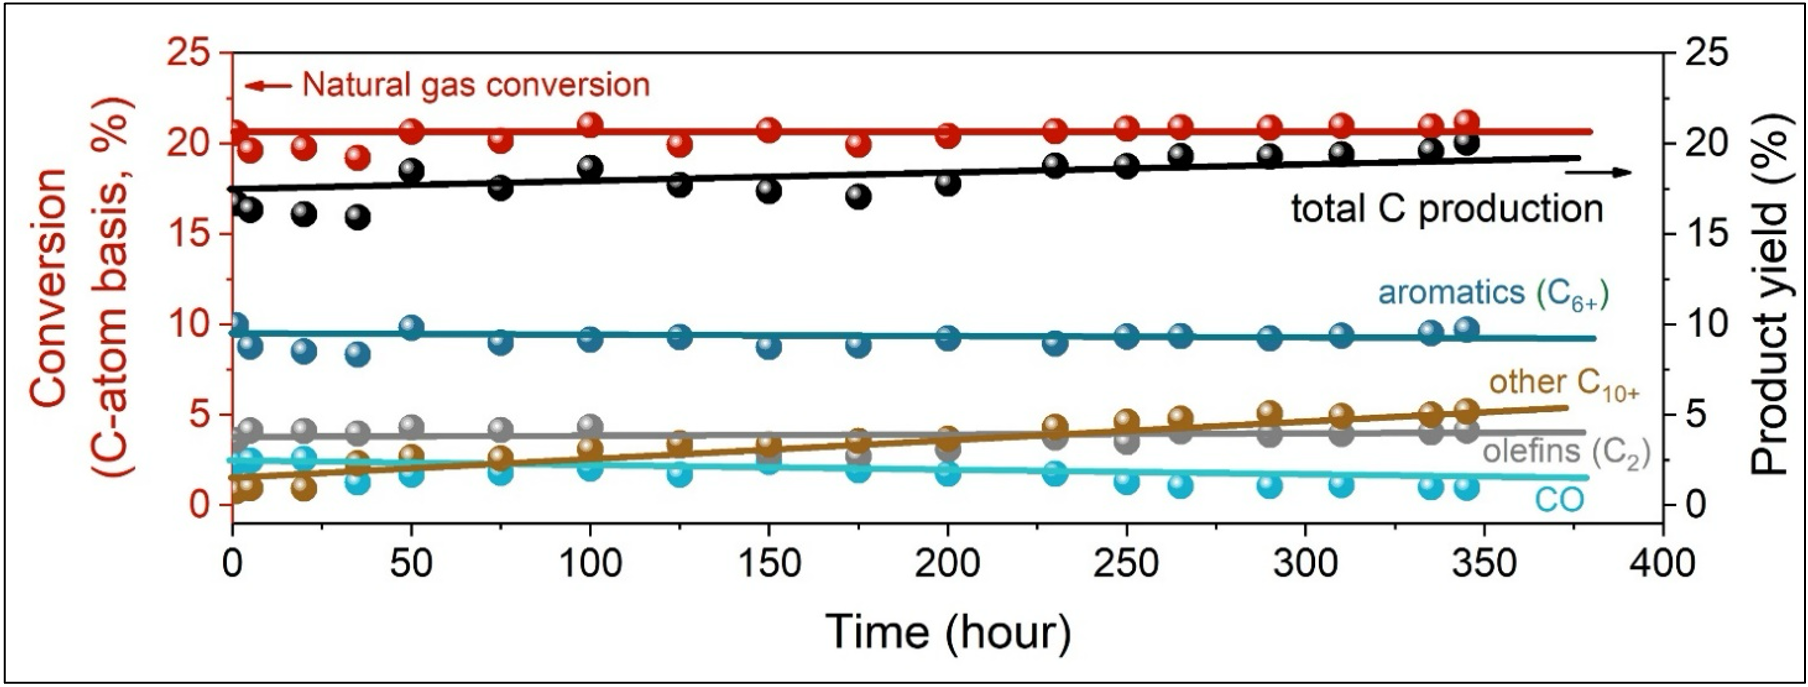 Conversion
(C-atom basis, %)
25
20
15
10
5
0
Natural gas conversion
total C production
aromatics (C6+)
other C10+
olefins (C2)
CO
25
20
15
10
5
0
Product yield (%)
0 50 100 150 200 250 300 350 400
Time (hour)